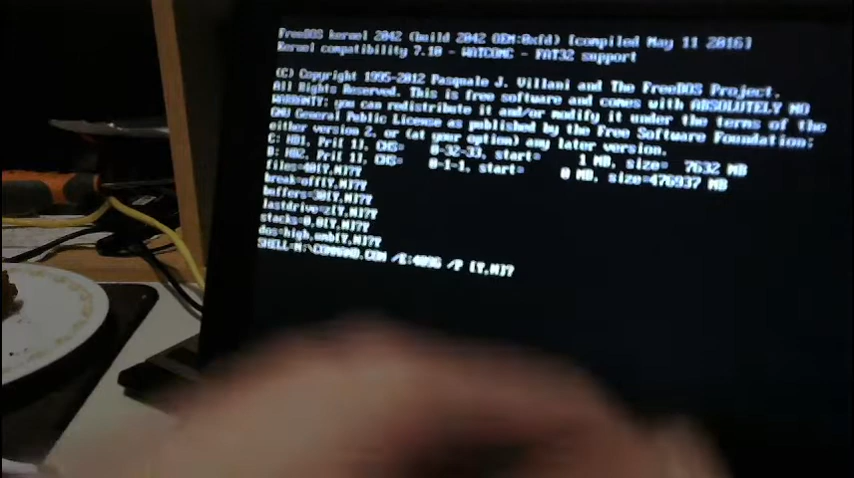 FreeDOS kernel 2042 (build 2042 OEM:0xfd) [compiled May 11 2016]
Kernel compatibility 7.10 - WATCOMC - FAT32 support
(C) Copyright 1995-2012 Pasquale J. Villani and The FreeDOS Project.
All Rights Reserved. This is free software and comes with ABSOLUTELY NO
WARRANTY; you can redistribute it and/or modify it under the terms of the
GNU General Public License as published by the Free Software Foundation;
either version 2, or (at your option) any later version.
C: HD1, Pri[ 1], CHS= 0-32-33, start= 1 MB, size= 7632 MB
D: HD2, Pri[ 1], CHS= 0-1-1, start= 0 MB, size=476937 MB
files=40[Y,N]?Y
break=off[Y,N]?Y
buffers=30[Y,N]?Y
lastdrive=z[Y,N]?Y
stacks=0,0[Y,N]?Y
dos=high,umb[Y,N]?Y
/E:4096 /P [Y,N]?